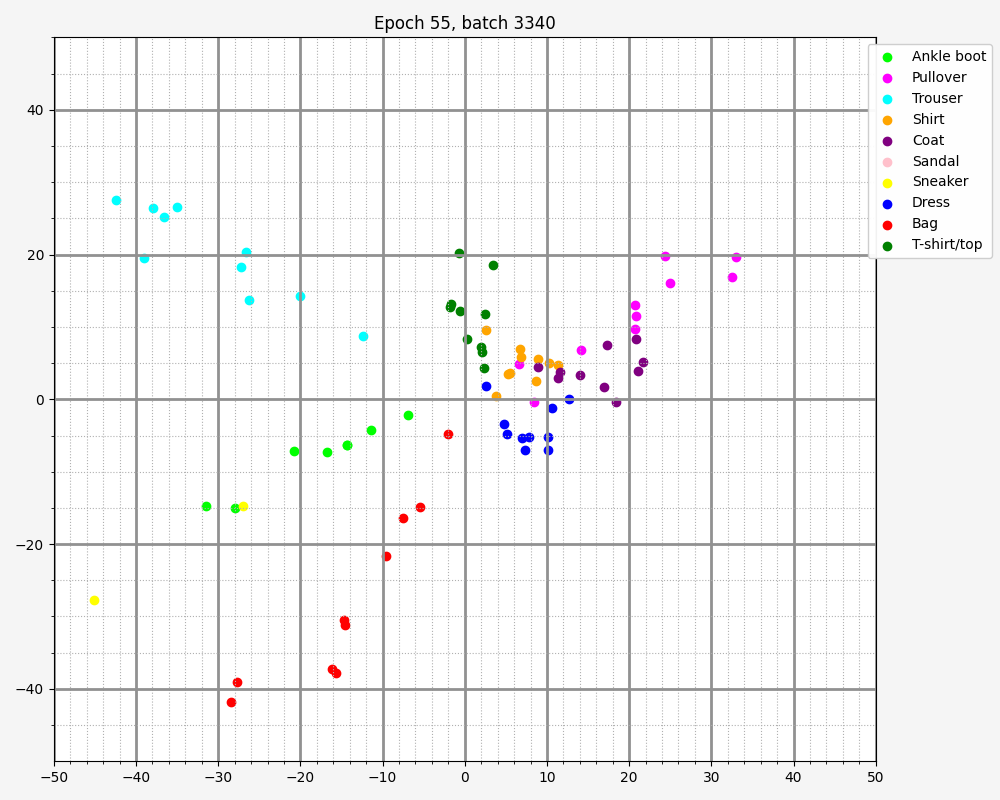 Epoch 55, batch 3340
Ankle boot
Pullover
Trouser
Shirt
Coat
Sandal
Sneaker
Dress
Bag
T-shirt/top
40
20
0
−20
−40
−50 −40 −30 −20 −10 0 10 20 30 40 50